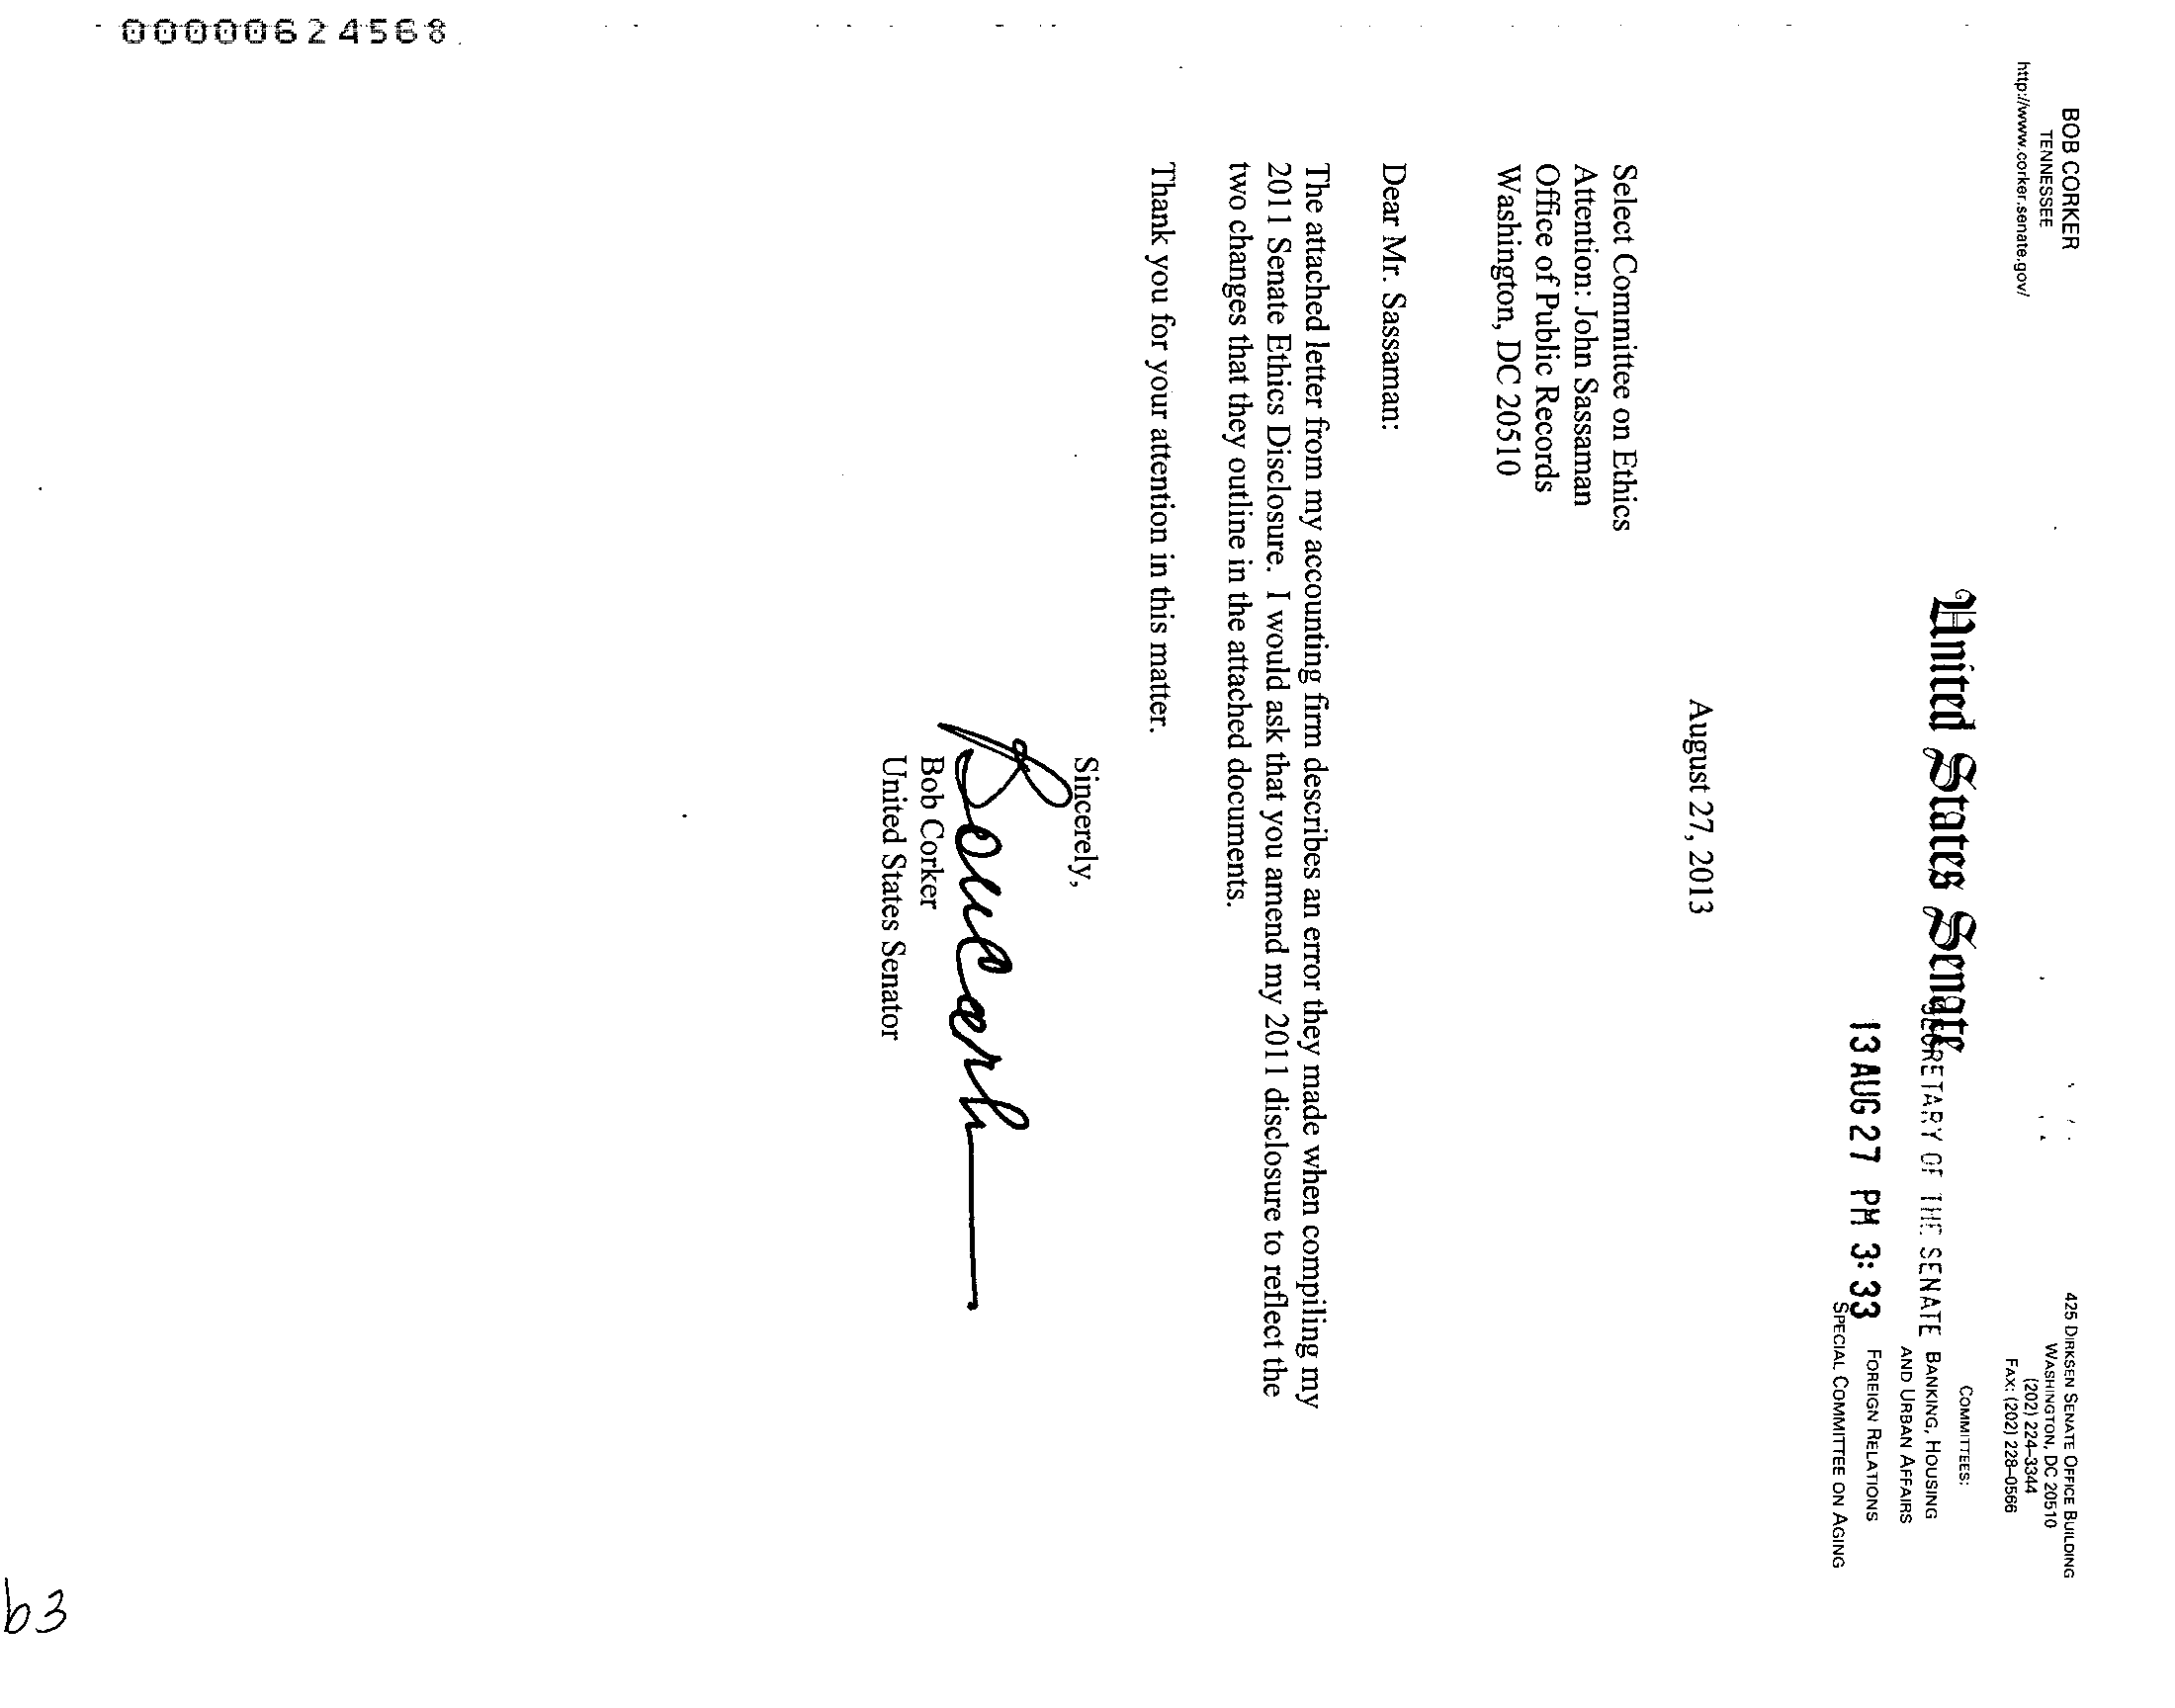 00000624568
BOB CORKER
TENNESSEE
http://www.corker.senate.gov/
425 DIRKSEN SENATE OFFICE BUILDING
WASHINGTON, DC 20510
(202) 224–3344
FAX: (202) 228–0566
COMMITTEES:
BANKING, HOUSING
AND URBAN AFFAIRS
FOREIGN RELATIONS
SPECIAL COMMITTEE ON AGING
United States Senate
SECRETARY OF THE SENATE
13 AUG 27 PM 3:33
August 27, 2013
Select Committee on Ethics
Attention: John Sassaman
Office of Public Records
Washington, DC 20510
Dear Mr. Sassaman:
The attached letter from my accounting firm describes an error they made when compiling my
2011 Senate Ethics Disclosure.  I would ask that you amend my 2011 disclosure to reflect the
two changes that they outline in the attached documents.
Thank you for your attention in this matter.
Sincerely,
Bob Corker
United States Senator